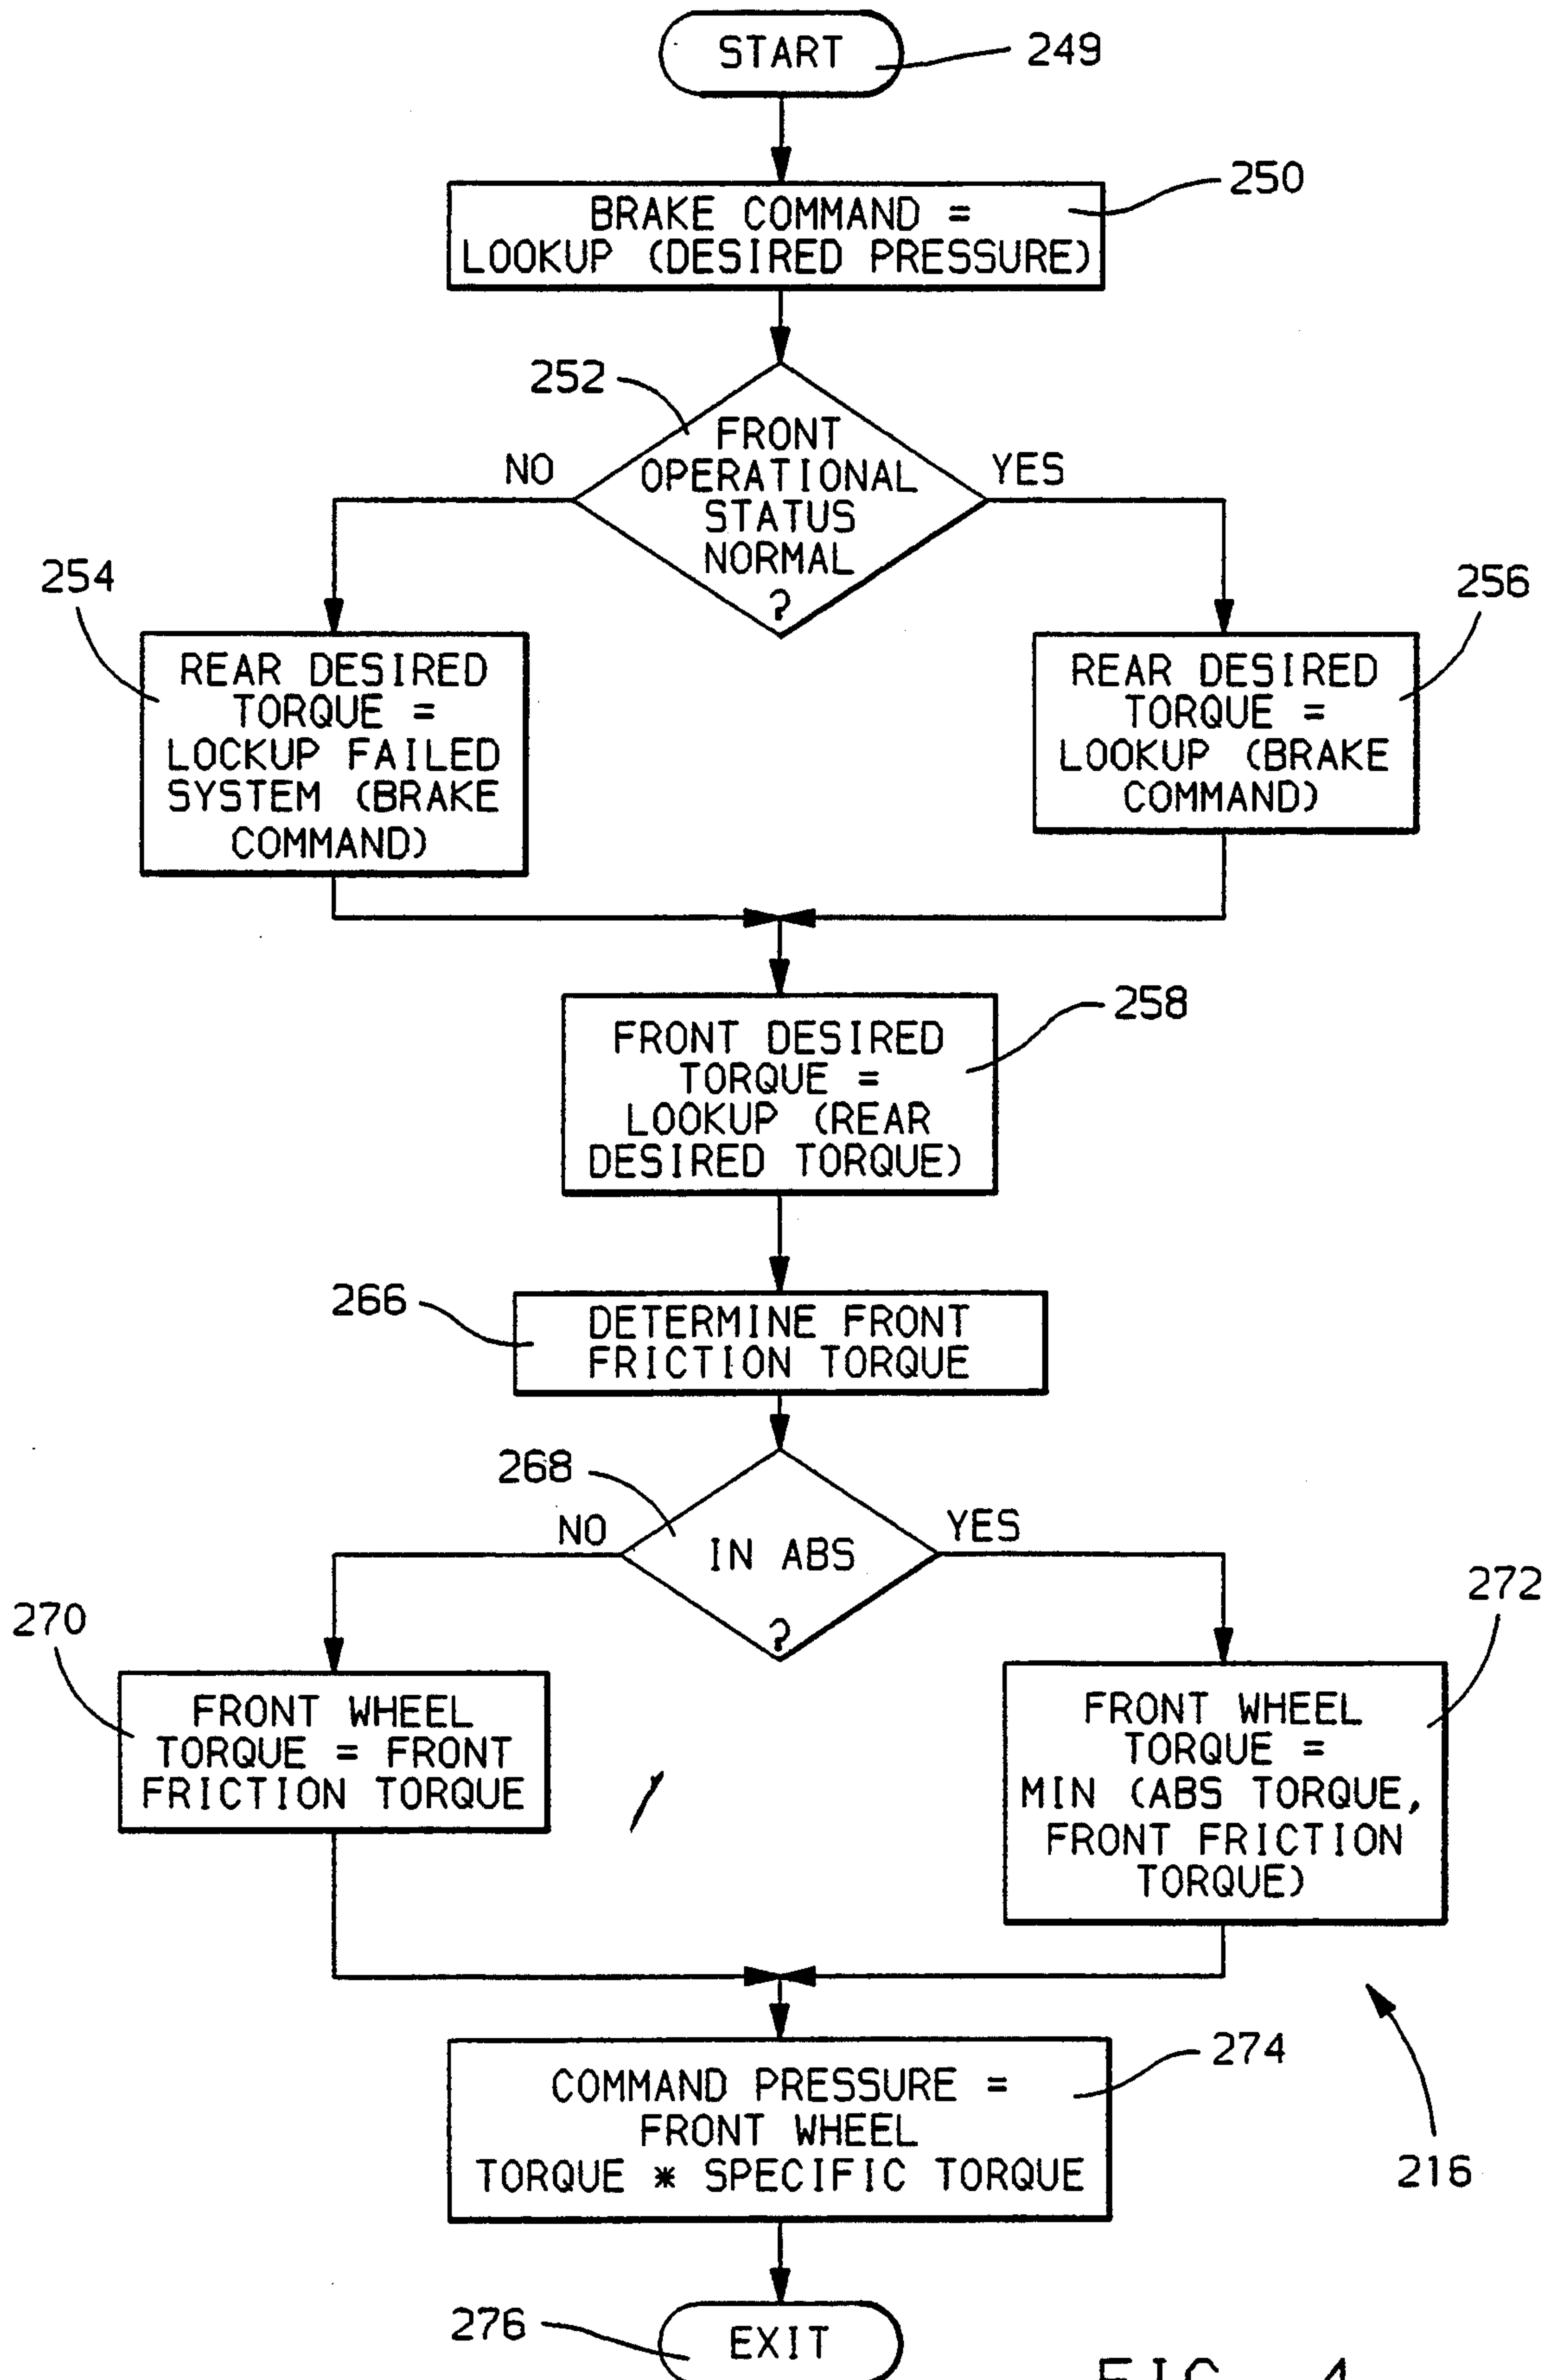 START
249
250
BRAKE COMMAND =
LOOKUP (DESIRED PRESSURE)
252
FRONT
OPERATIONAL
STATUS
NORMAL
?
NO
YES
254
REAR DESIRED
TORQUE =
LOCKUP FAILED
SYSTEM (BRAKE
COMMAND)
256
REAR DESIRED
TORQUE =
LOOKUP (BRAKE
COMMAND)
258
FRONT DESIRED
TORQUE =
LOOKUP (REAR
DESIRED TORQUE)
266
DETERMINE FRONT
FRICTION TORQUE
268
NO
YES
IN ABS
?
270
FRONT WHEEL
TORQUE = FRONT
FRICTION TORQUE
272
FRONT WHEEL
TORQUE =
MIN (ABS TORQUE,
FRONT FRICTION
TORQUE)
274
COMMAND PRESSURE =
FRONT WHEEL
TORQUE * SPECIFIC TORQUE
216
276
EXIT
FIG. 4